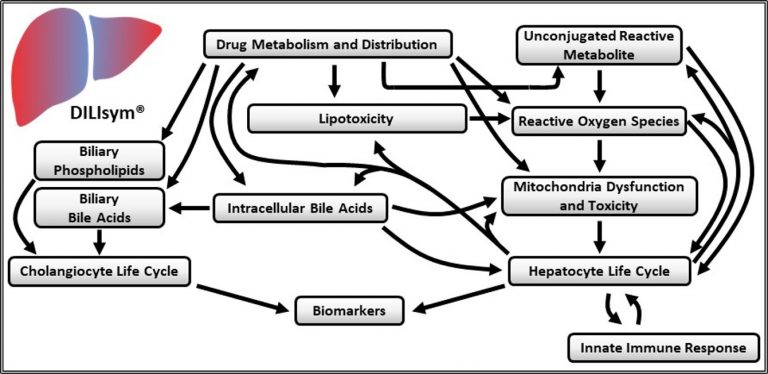 Drug Metabolism and Distribution
Unconjugated Reactive
Metabolite
DILIsym®
Lipotoxicity
Reactive Oxygen Species
Biliary
Phospholipids
Mitochondria Dysfunction
and Toxicity
Biliary
Bile Acids
Intracellular Bile Acids
Cholangiocyte Life Cycle
Hepatocyte Life Cycle
Biomarkers
Innate Immune Response